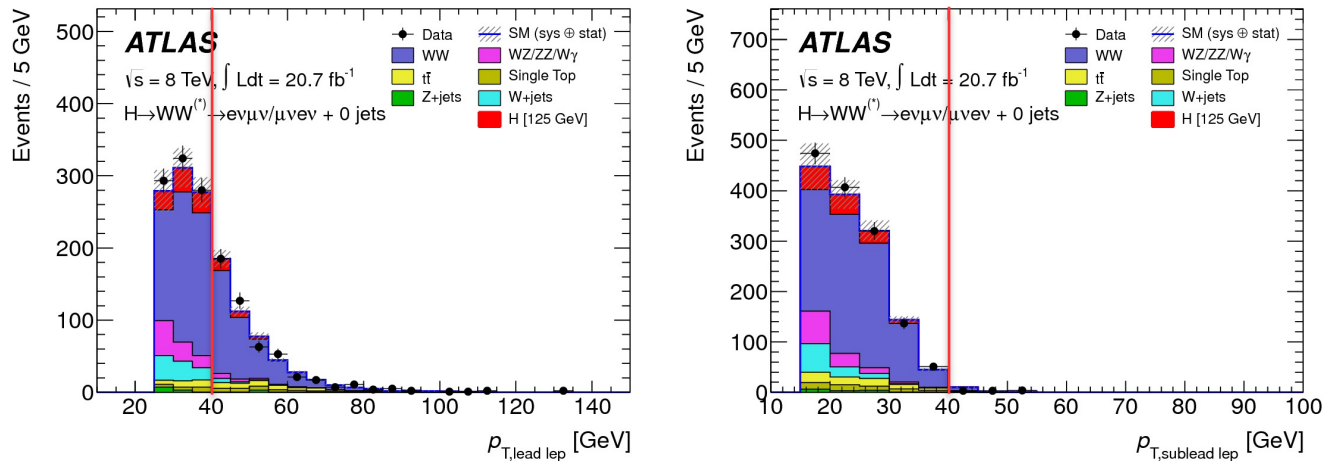 Events / 5 GeV
500
400
300
200
100
0
ATLAS
√s = 8 TeV, ∫ Ldt = 20.7 fb⁻¹
H→WW(*)→eνμν/μνeν + 0 jets
Data
WW
tt̄
Z+jets
SM (sys ⊕ stat)
WZ/ZZ/Wγ
Single Top
W+jets
H [125 GeV]
20 40 60 80 100 120 140
pT,lead lep [GeV]
Events / 5 GeV
700
600
500
400
300
200
100
0
ATLAS
√s = 8 TeV, ∫ Ldt = 20.7 fb⁻¹
H→WW(*)→eνμν/μνeν + 0 jets
Data
WW
tt̄
Z+jets
SM (sys ⊕ stat)
WZ/ZZ/Wγ
Single Top
W+jets
H [125 GeV]
10 20 30 40 50 60 70 80 90 100
pT,sublead lep [GeV]